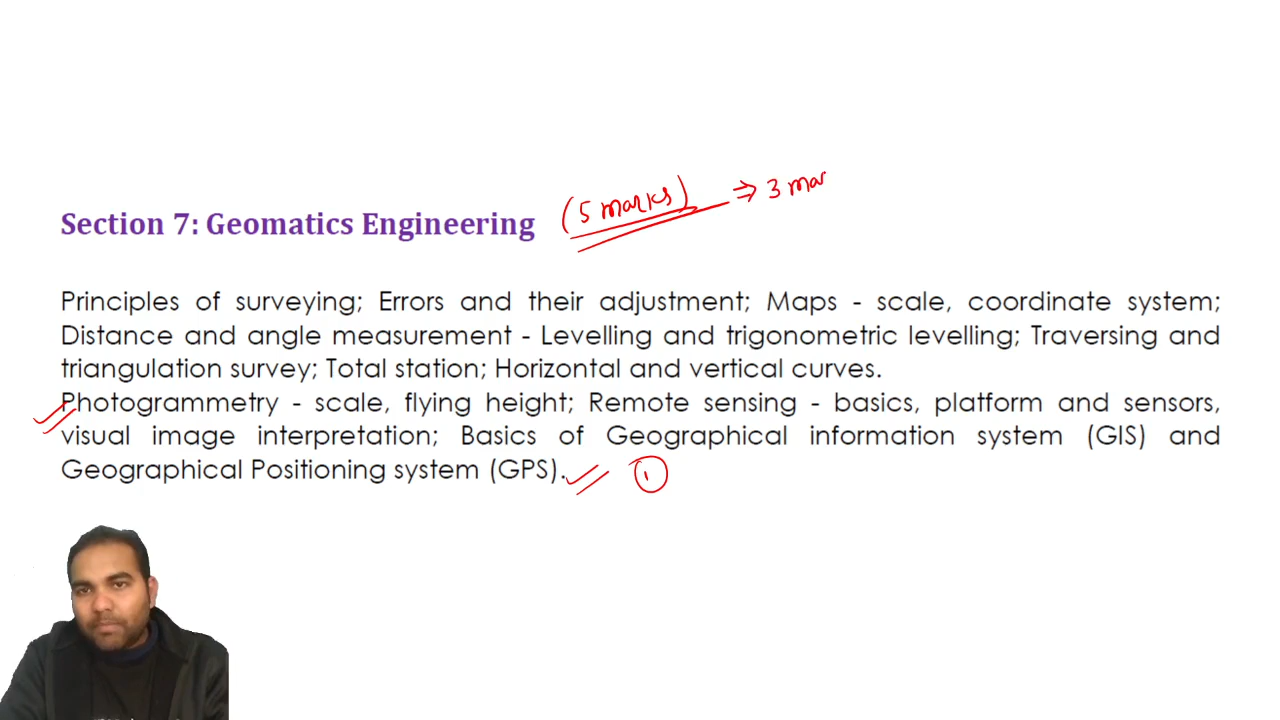 Section 7: Geomatics Engineering (5 marks) ⇒ 3 mar
Principles of surveying; Errors and their adjustment; Maps - scale, coordinate system;
Distance and angle measurement - Levelling and trigonometric levelling; Traversing and
triangulation survey; Total station; Horizontal and vertical curves.
Photogrammetry - scale, flying height; Remote sensing - basics, platform and sensors,
visual image interpretation; Basics of Geographical information system (GIS) and
Geographical Positioning system (GPS). 1